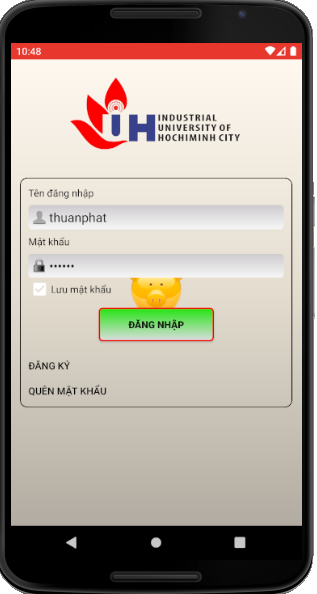 10:48
INDUSTRIAL
UNIVERSITY OF
HOCHIMINH CITY
IUH
Tên đăng nhập
thuanphat
Mật khẩu
••••••
Lưu mật khẩu
ĐĂNG NHẬP
ĐĂNG KÝ
QUÊN MẬT KHẨU